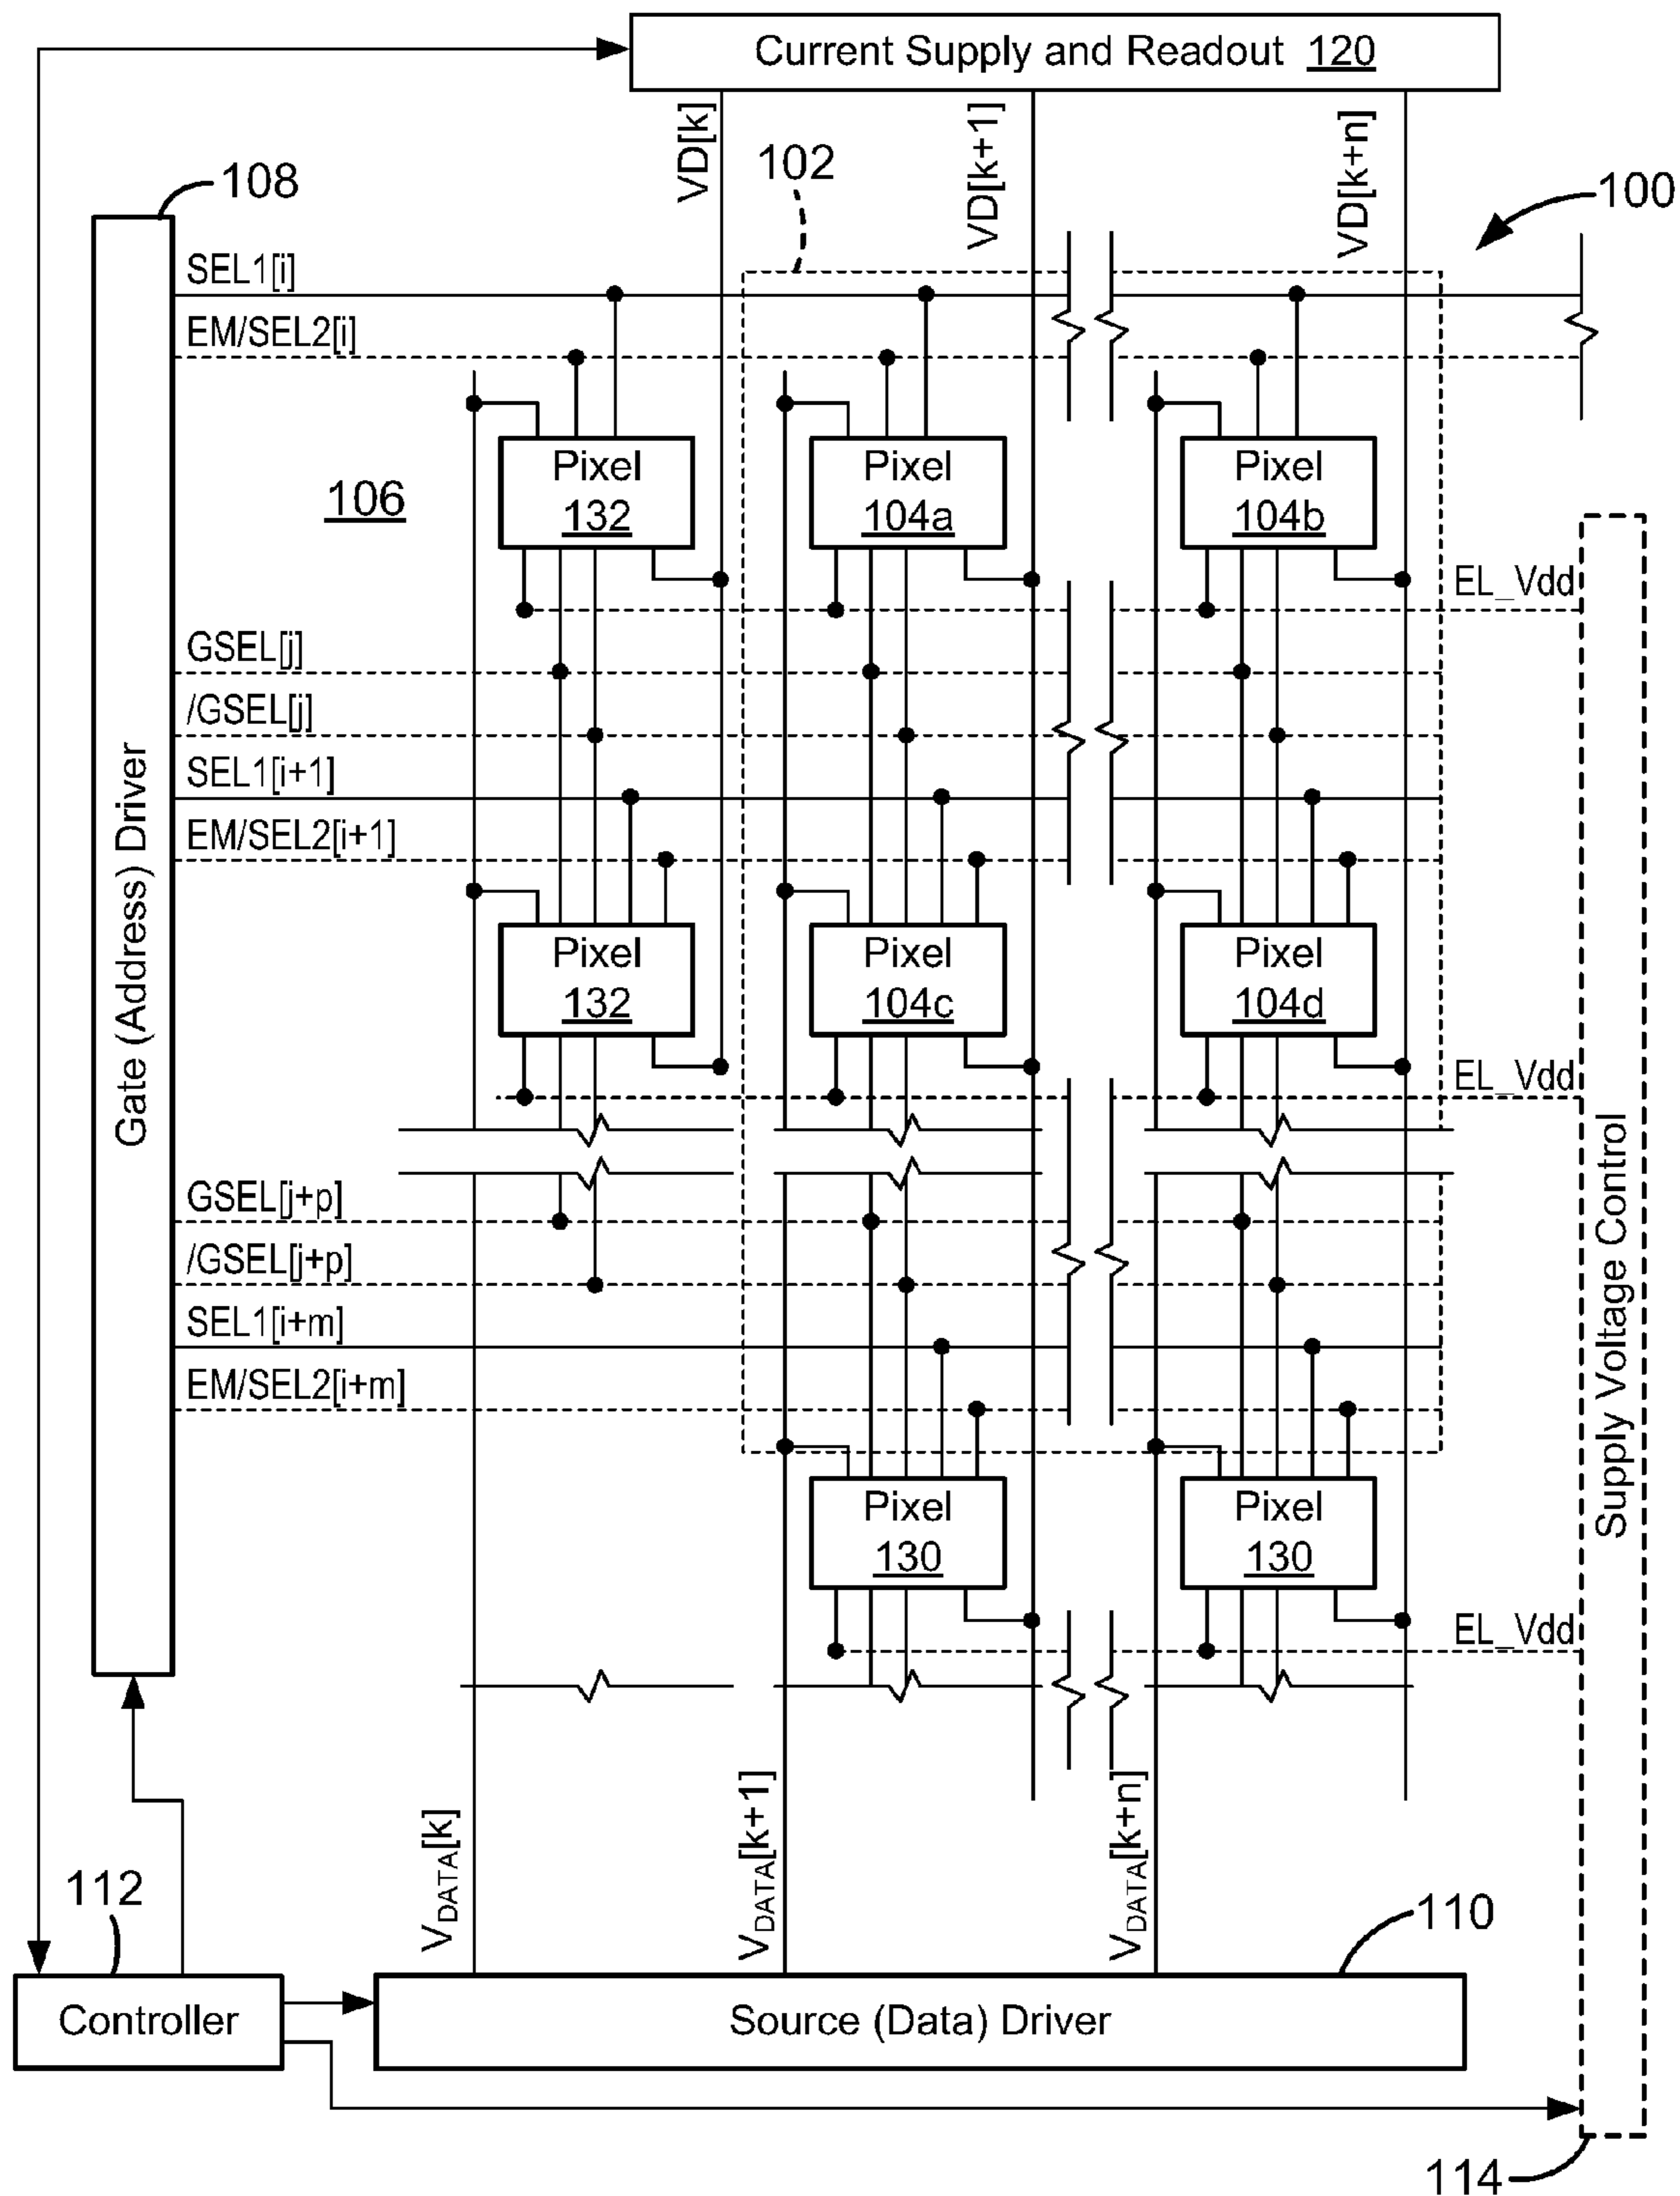 Current Supply and Readout 120
VD[k]
VD[k+1]
VD[k+n]
102
100
108
SEL1[i]
EM/SEL2[i]
Pixel
132
Pixel
104a
Pixel
104b
106
EL_Vdd
GSEL[j]
/GSEL[j]
SEL1[i+1]
EM/SEL2[i+1]
Gate (Address) Driver
Pixel
132
Pixel
104c
Pixel
104d
EL_Vdd
Supply Voltage Control
GSEL[j+p]
/GSEL[j+p]
SEL1[i+m]
EM/SEL2[i+m]
Pixel
130
Pixel
130
EL_Vdd
VDATA[k]
VDATA[k+1]
VDATA[k+n]
112
110
Controller
Source (Data) Driver
114